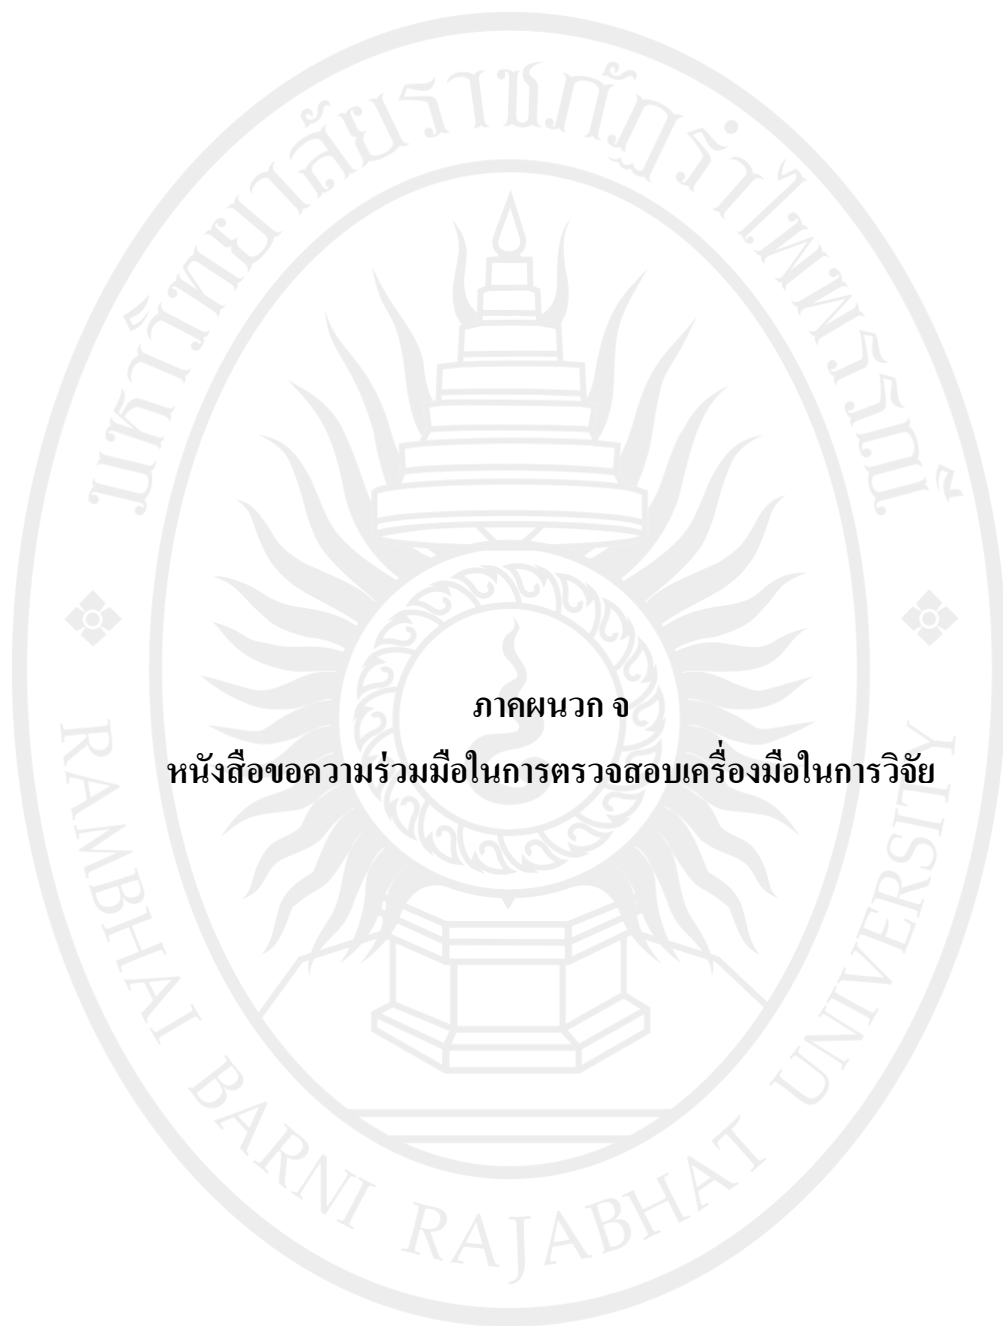 มหาวิทยาลัยราชภัฏรำไพพรรณี
ภาคผนวก จ
หนังสือขอความร่วมมือในการตรวจสอบเครื่องมือในการวิจัย
RAMBHAI BARNI RAJABHAT UNIVERSITY